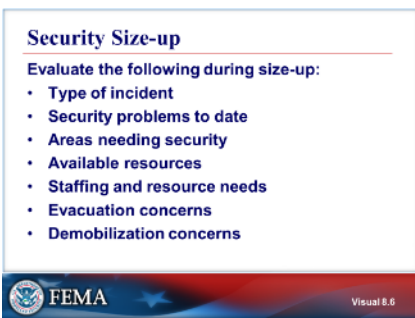 Security Size-up
Evaluate the following during size-up:
• Type of incident
• Security problems to date
• Areas needing security
• Available resources
• Staffing and resource needs
• Evacuation concerns
• Demobilization concerns
FEMA
Visual 8.6